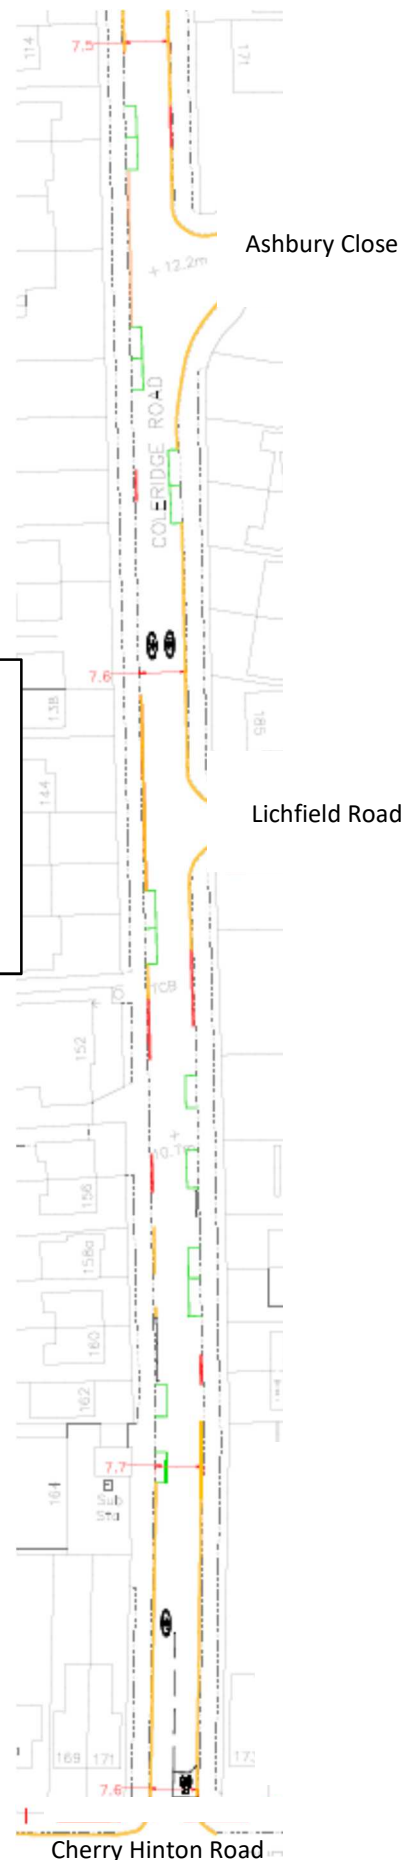 114
7.5
171
Ashbury Close
+ 12.2m
COLERIDGE ROAD
7.6
138
185
144
Lichfield Road
TCB
152
+
10.7m
156
158a
160
162
7.7
164
El
Sub
Sta
169 171
7.6
Cherry Hinton Road